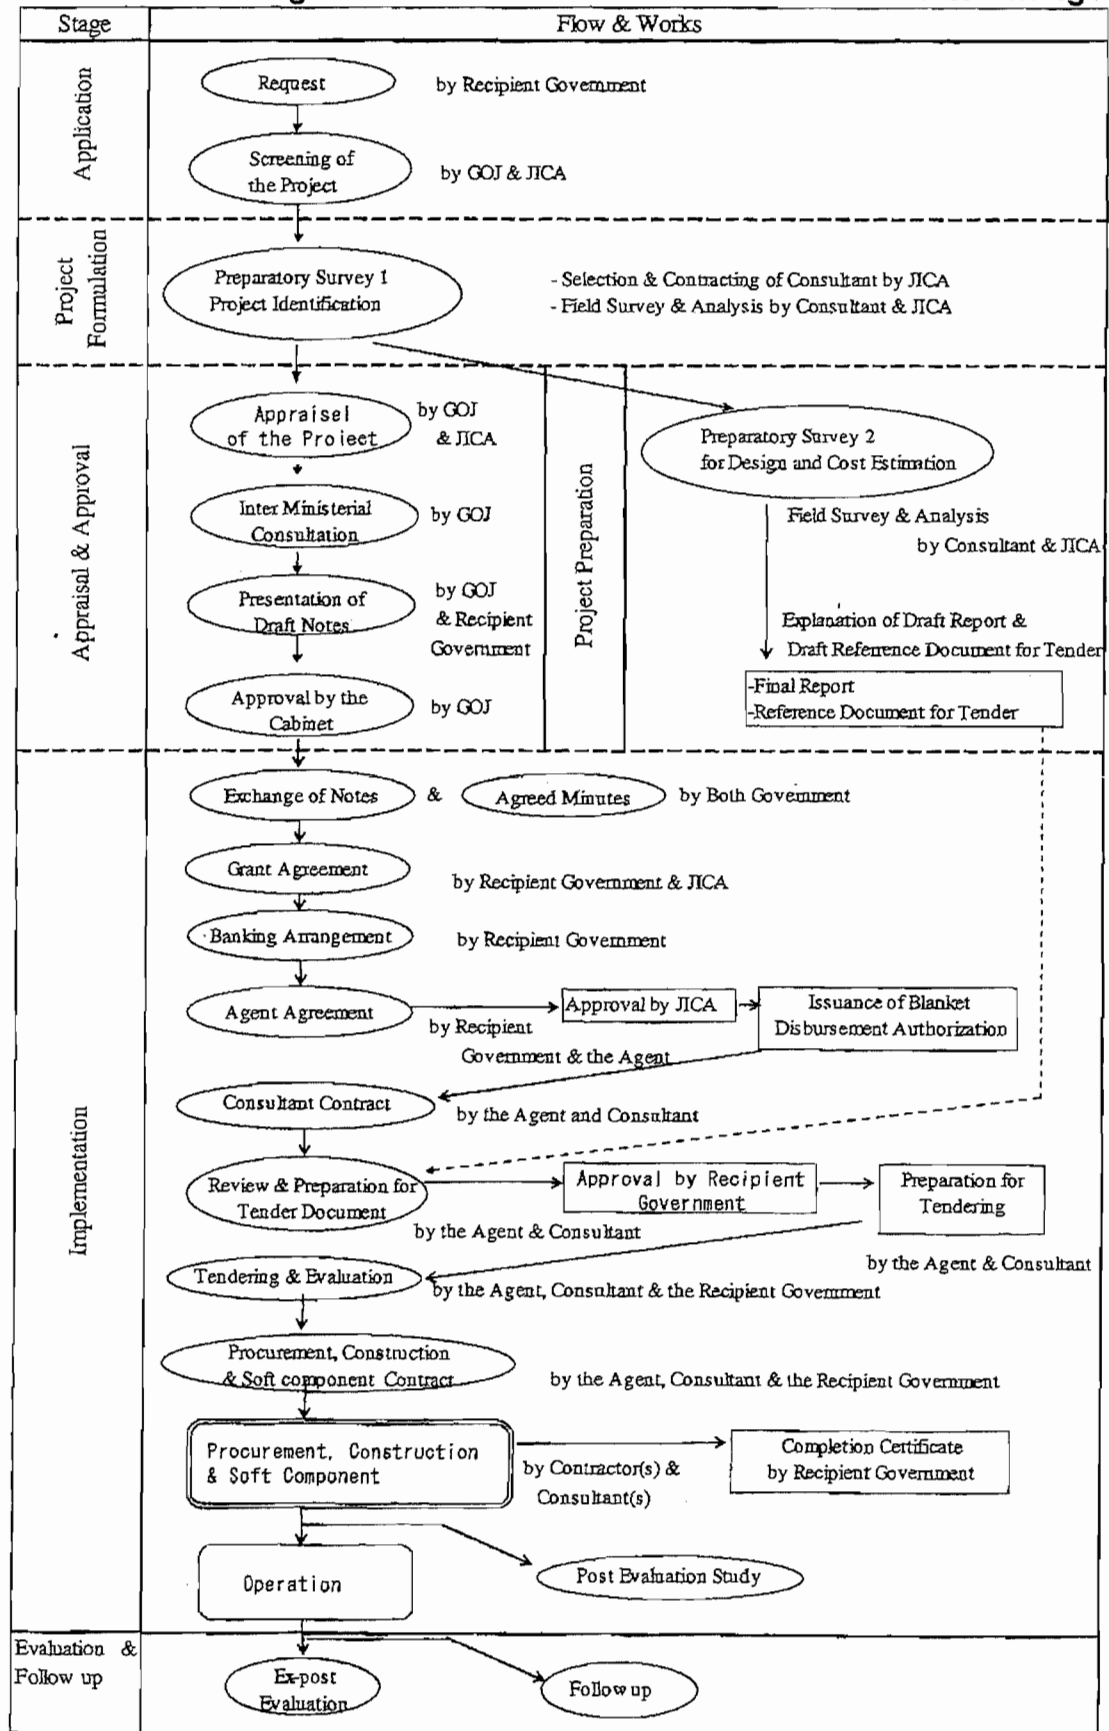 Stage
Flow & Works
Application
Request
by Recipient Government
Screening of
the Project
by GOJ & JICA
Project
Formulation
Preparatory Survey 1
Project Identification
- Selection & Contracting of Consultant by JICA
- Field Survey & Analysis by Consultant & JICA
Appraisal & Approval
Appraisel
of the Project
by GOJ
& JICA
Inter Ministerial
Consultation
by GOJ
Presentation of
Draft Notes
by GOJ
& Recipient
Government
Approval by the
Cabinet
by GOJ
Project Preparation
Preparatory Survey 2
for Design and Cost Estimation
Field Survey & Analysis
by Consultant & JICA
Explanation of Draft Report &
Draft Reference Document for Tender
-Final Report
-Reference Document for Tender
Implementation
Exchange of Notes
&
Agreed Minutes
by Both Government
Grant Agreement
by Recipient Government & JICA
Banking Arrangement
by Recipient Government
Agent Agreement
by Recipient
Government & the Agent
Approval by JICA
Issuance of Blanket
Disbursement Authorization
Consultant Contract
by the Agent and Consultant
Review & Preparation for
Tender Document
by the Agent & Consultant
Approval by Recipient
Government
Preparation for
Tendering
by the Agent & Consultant
Tendering & Evaluation
by the Agent, Consultant & the Recipient Government
Procurement, Construction
& Soft component Contract
by the Agent, Consultant & the Recipient Government
Procurement, Construction
& Soft Component
by Contractor(s) &
Consultant(s)
Completion Certificate
by Recipient Government
Operation
Post Evaluation Study
Evaluation &
Follow up
Ex-post
Evaluation
Follow up